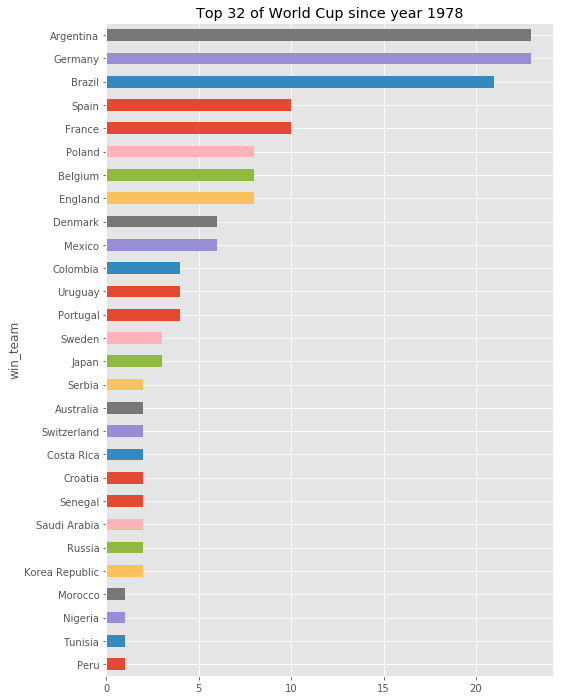 Top 32 of World Cup since year 1978
Argentina
Germany
Brazil
Spain
France
Poland
Belgium
England
Denmark
Mexico
Colombia
Uruguay
Portugal
Sweden
Japan
Serbia
Australia
Switzerland
Costa Rica
Croatia
Senegal
Saudi Arabia
Russia
Korea Republic
Morocco
Nigeria
Tunisia
Peru
win_team
0 5 10 15 20